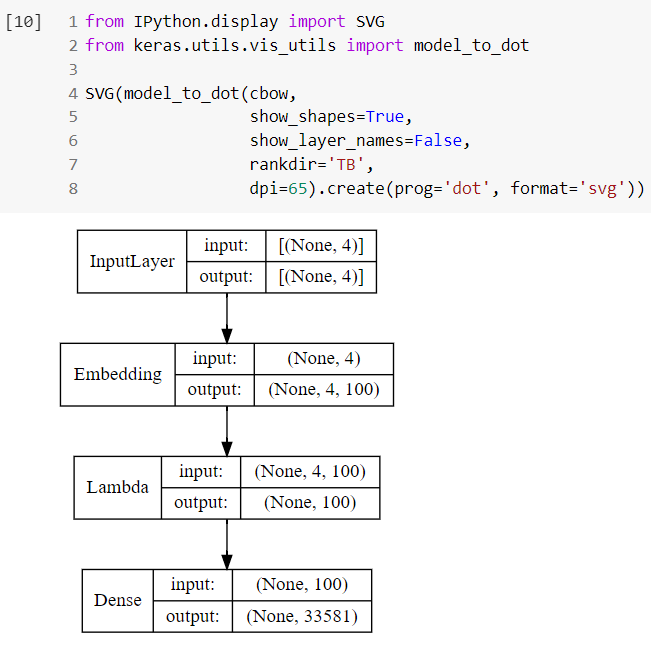 [10] 1 from IPython.display import SVG
2 from keras.utils.vis_utils import model_to_dot
3
4 SVG(model_to_dot(cbow,
5 show_shapes=True,
6 show_layer_names=False,
7 rankdir='TB',
8 dpi=65).create(prog='dot', format='svg'))
InputLayer
input: [(None, 4)]
output: [(None, 4)]
Embedding
input: (None, 4)
output: (None, 4, 100)
Lambda
input: (None, 4, 100)
output: (None, 100)
Dense
input: (None, 100)
output: (None, 33581)